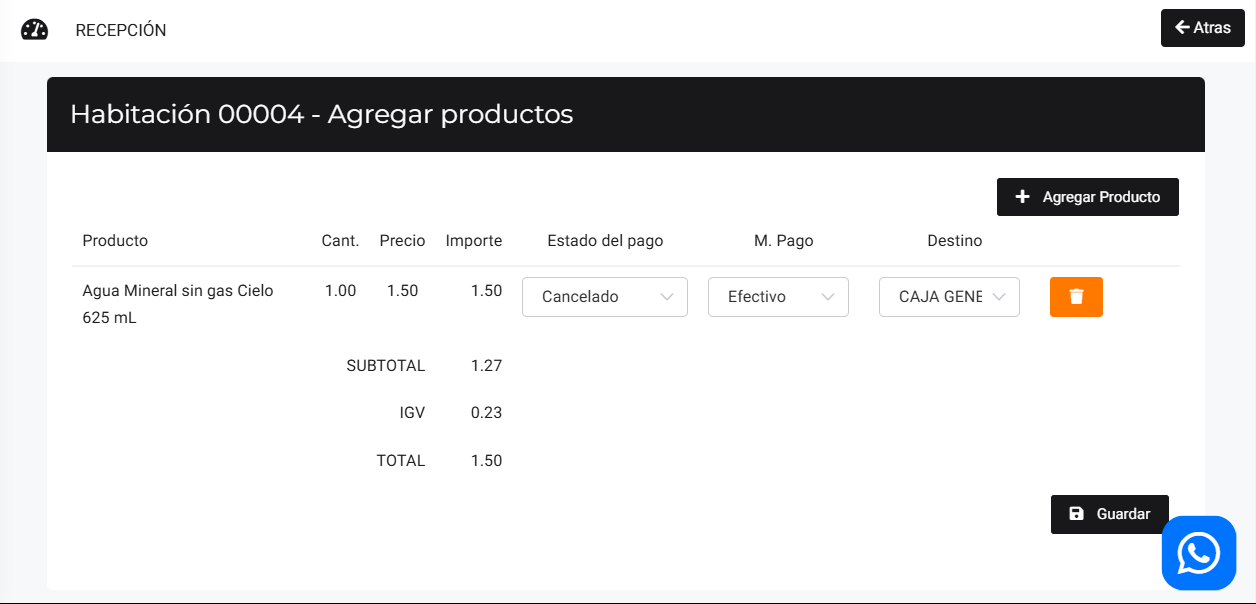 RECEPCIÓN
Atras
Habitación 00004 - Agregar productos
Agregar Producto
Producto Cant. Precio Importe Estado del pago M. Pago Destino
Agua Mineral sin gas Cielo 1.00 1.50 1.50 Cancelado Efectivo CAJA GENE
625 mL
SUBTOTAL 1.27
IGV 0.23
TOTAL 1.50
Guardar